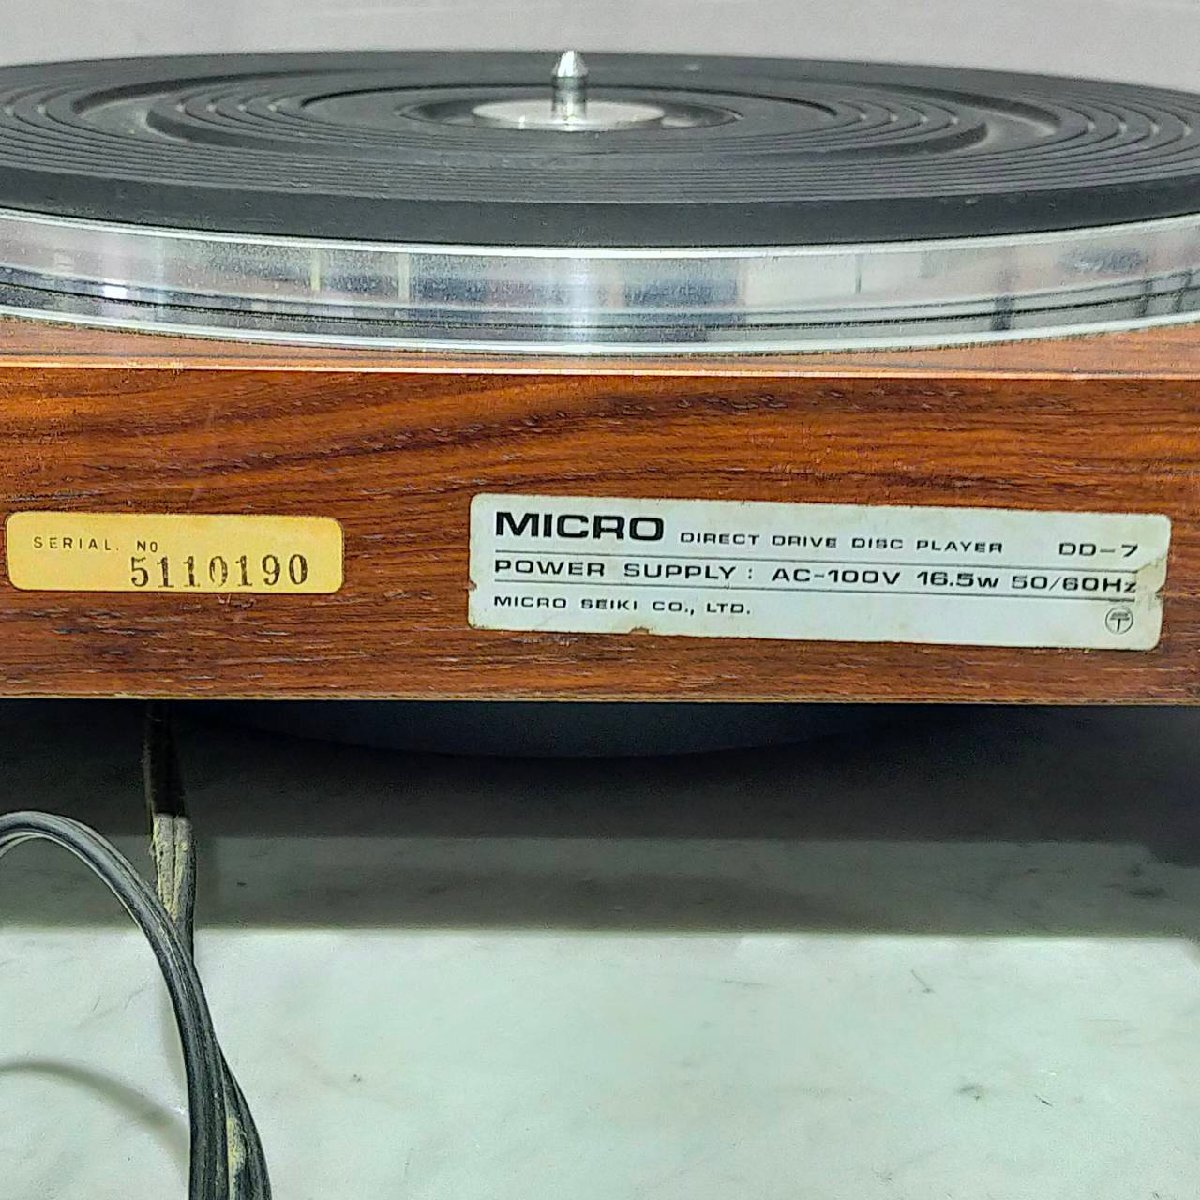 SERIAL. NO
5110190
MICRO DIRECT DRIVE DISC PLAYER DD-7
POWER SUPPLY : AC-100V 16.5W 50/60Hz
MICRO SEIKI CO., LTD.
〒